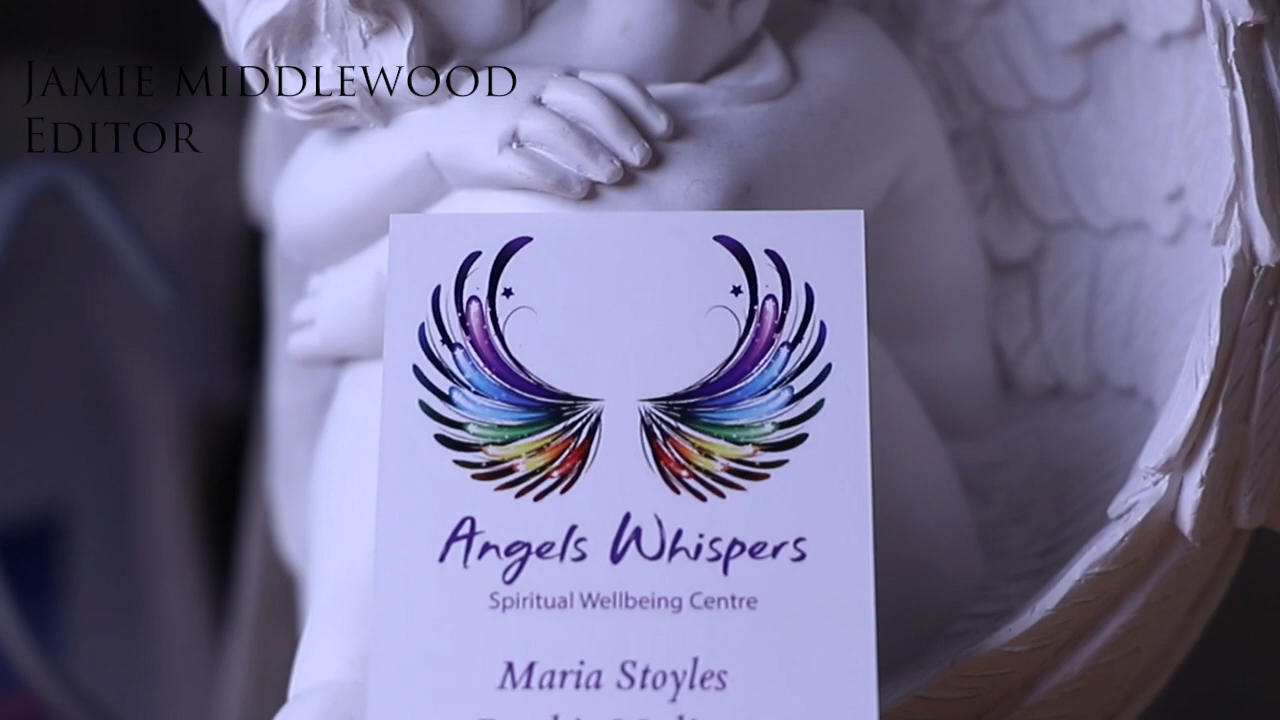 Jamie Middlewood
Editor
Angels Whispers
Spiritual Wellbeing Centre
Maria Stoyles